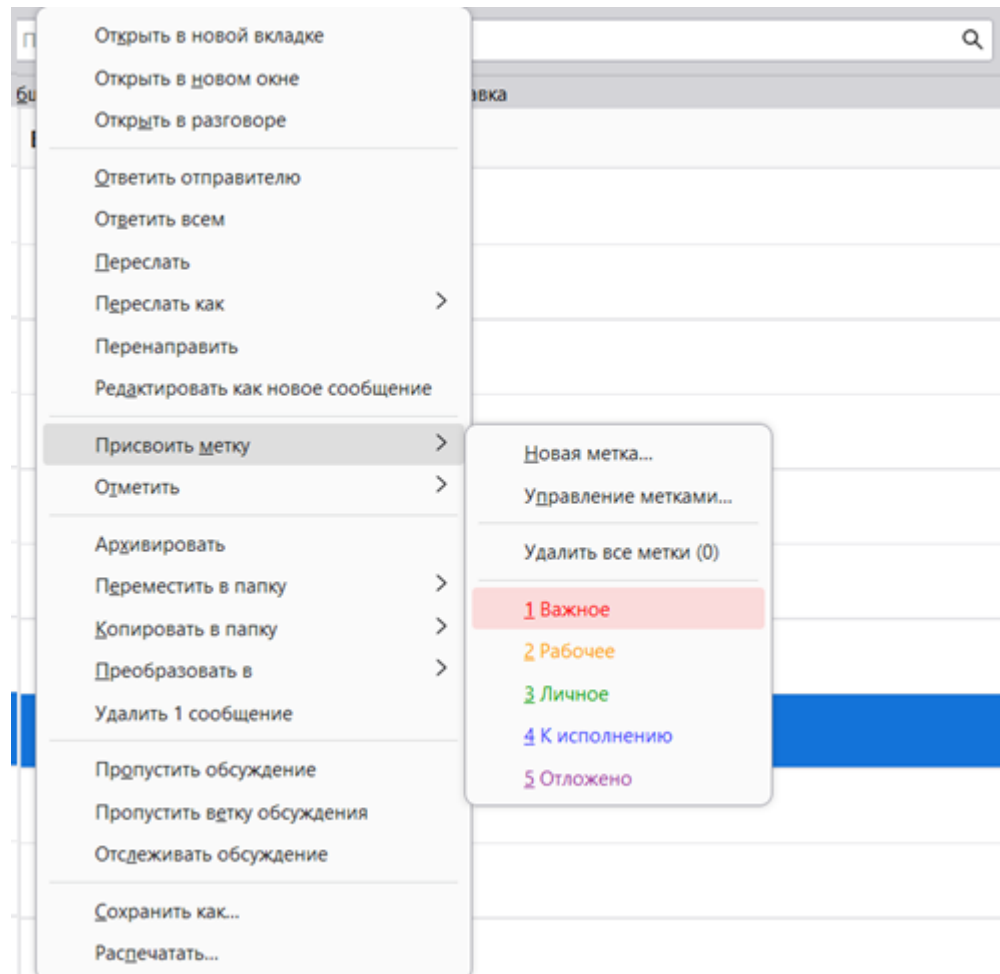 Открыть в новой вкладке
Открыть в новом окне
Открыть в разговоре
Ответить отправителю
Ответить всем
Переслать
Переслать как
Перенаправить
Редактировать как новое сообщение
Присвоить метку
Отметить
Архивировать
Переместить в папку
Копировать в папку
Преобразовать в
Удалить 1 сообщение
Пропустить обсуждение
Пропустить ветку обсуждения
Отслеживать обсуждение
Сохранить как...
Распечатать...
Новая метка...
Управление метками...
Удалить все метки (0)
1 Важное
2 Рабочее
3 Личное
4 К исполнению
5 Отложено